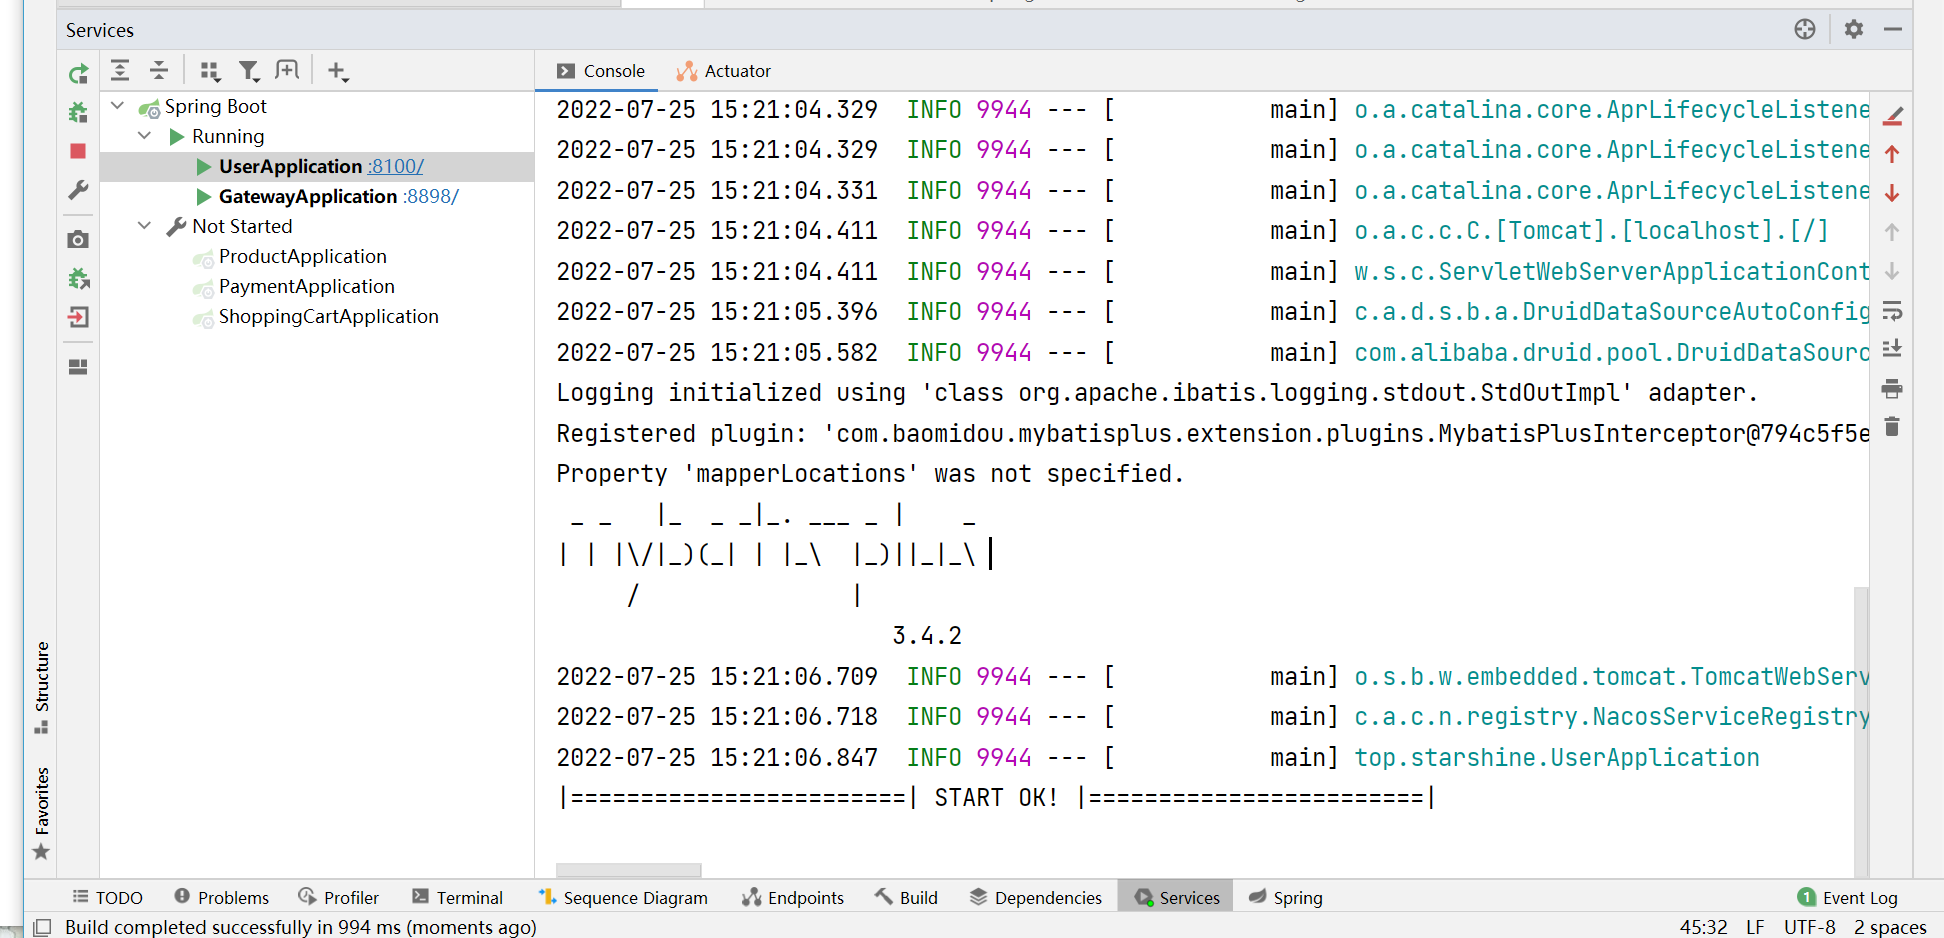 Services
Console
Actuator
Spring Boot
Running
UserApplication :8100/
GatewayApplication :8898/
Not Started
ProductApplication
PaymentApplication
ShoppingCartApplication
2022-07-25 15:21:04.329  INFO 9944 --- [           main] o.a.catalina.core.AprLifecycleListene
2022-07-25 15:21:04.329  INFO 9944 --- [           main] o.a.catalina.core.AprLifecycleListene
2022-07-25 15:21:04.331  INFO 9944 --- [           main] o.a.catalina.core.AprLifecycleListene
2022-07-25 15:21:04.411  INFO 9944 --- [           main] o.a.c.c.C.[Tomcat].[localhost].[/]
2022-07-25 15:21:04.411  INFO 9944 --- [           main] w.s.c.ServletWebServerApplicationCont
2022-07-25 15:21:05.396  INFO 9944 --- [           main] c.a.d.s.b.a.DruidDataSourceAutoConfig
2022-07-25 15:21:05.582  INFO 9944 --- [           main] com.alibaba.druid.pool.DruidDataSourc
Logging initialized using 'class org.apache.ibatis.logging.stdout.StdOutImpl' adapter.
Registered plugin: 'com.baomidou.mybatisplus.extension.plugins.MybatisPlusInterceptor@794c5f5e
Property 'mapperLocations' was not specified.
 _ _   |_  _ _|_. ___ _ |    _
| | |\/|_)(_| | |_\  |_)||_|_\
     /               |
                        3.4.2
2022-07-25 15:21:06.709  INFO 9944 --- [           main] o.s.b.w.embedded.tomcat.TomcatWebServ
2022-07-25 15:21:06.718  INFO 9944 --- [           main] c.a.c.n.registry.NacosServiceRegistry
2022-07-25 15:21:06.847  INFO 9944 --- [           main] top.starshine.UserApplication
|========================| START OK! |========================|
Structure
Favorites
TODO
Problems
Profiler
Terminal
Sequence Diagram
Endpoints
Build
Dependencies
Services
Spring
1 Event Log
Build completed successfully in 994 ms (moments ago)
45:32 LF UTF-8 2 spaces